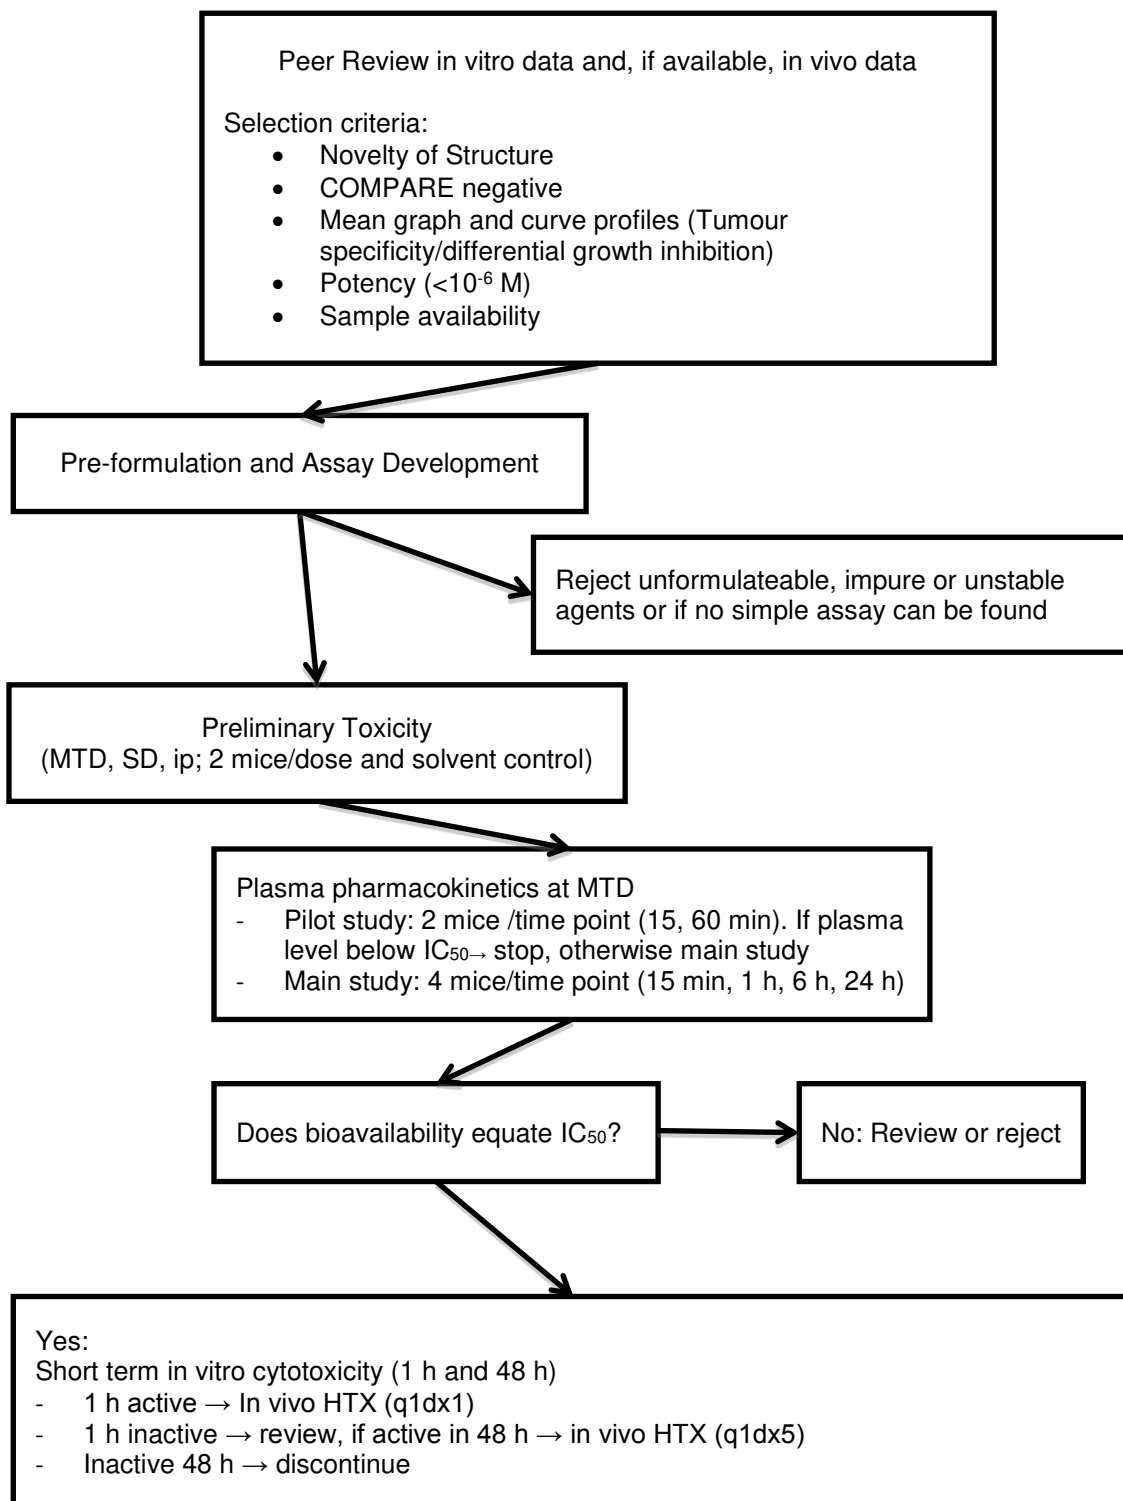 Peer Review in vitro data and, if available, in vivo data
Selection criteria:
• Novelty of Structure
• COMPARE negative
• Mean graph and curve profiles (Tumour
specificity/differential growth inhibition)
• Potency (<10⁻⁶ M)
• Sample availability
Pre-formulation and Assay Development
Reject unformulateable, impure or unstable
agents or if no simple assay can be found
Preliminary Toxicity
(MTD, SD, ip; 2 mice/dose and solvent control)
Plasma pharmacokinetics at MTD
- Pilot study: 2 mice /time point (15, 60 min). If plasma
level below IC₅₀→ stop, otherwise main study
- Main study: 4 mice/time point (15 min, 1 h, 6 h, 24 h)
Does bioavailability equate IC₅₀?
No: Review or reject
Yes:
Short term in vitro cytotoxicity (1 h and 48 h)
- 1 h active → In vivo HTX (q1dx1)
- 1 h inactive → review, if active in 48 h → in vivo HTX (q1dx5)
- Inactive 48 h → discontinue